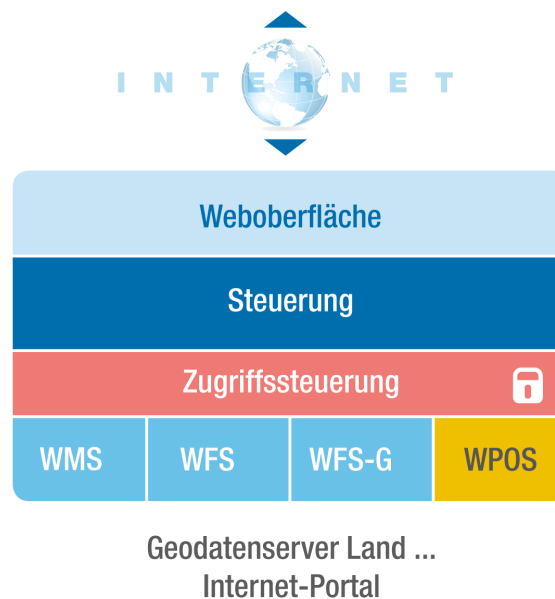 INTERNET
Weboberfläche
Steuerung
Zugriffssteuerung
WMS WFS WFS-G WPOS
Geodatenserver Land ...
Internet-Portal